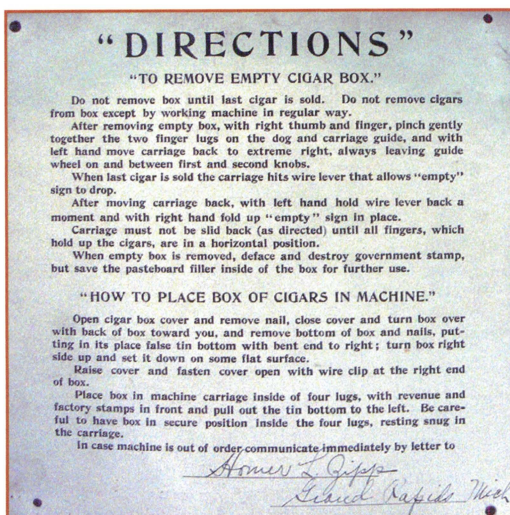 "DIRECTIONS"
"TO REMOVE EMPTY CIGAR BOX."
Do not remove box until last cigar is sold. Do not remove cigars
from box except by working machine in regular way.
After removing empty box, with right thumb and finger, pinch gently
together the two finger lugs on the dog and carriage guide, and with
left hand move carriage back to extreme right, always leaving guide
wheel on and between first and second knobs.
When last cigar is sold the carriage hits wire lever that allows "empty"
sign to drop.
After moving carriage back, with left hand hold wire lever back a
moment and with right hand fold up "empty" sign in place.
Carriage must not be slid back (as directed) until all fingers, which
hold up the cigars, are in a horizontal position.
When empty box is removed, deface and destroy government stamp,
but save the pasteboard filler inside of the box for further use.
"HOW TO PLACE BOX OF CIGARS IN MACHINE."
Open cigar box cover and remove nail, close cover and turn box over
with back of box toward you, and remove bottom of box and nails, put-
ting in its place false tin bottom with bent end to right; turn box right
side up and set it down on some flat surface.
Raise cover and fasten cover open with wire clip at the right end
of box.
Place box in machine carriage inside of four lugs, with revenue and
factory stamps in front and pull out the tin bottom to the left. Be care-
ful to have box in secure position inside the four lugs, resting snug in
the carriage.
In case machine is out of order communicate immediately by letter to
Homer L Zipp
Grand Rapids Mich